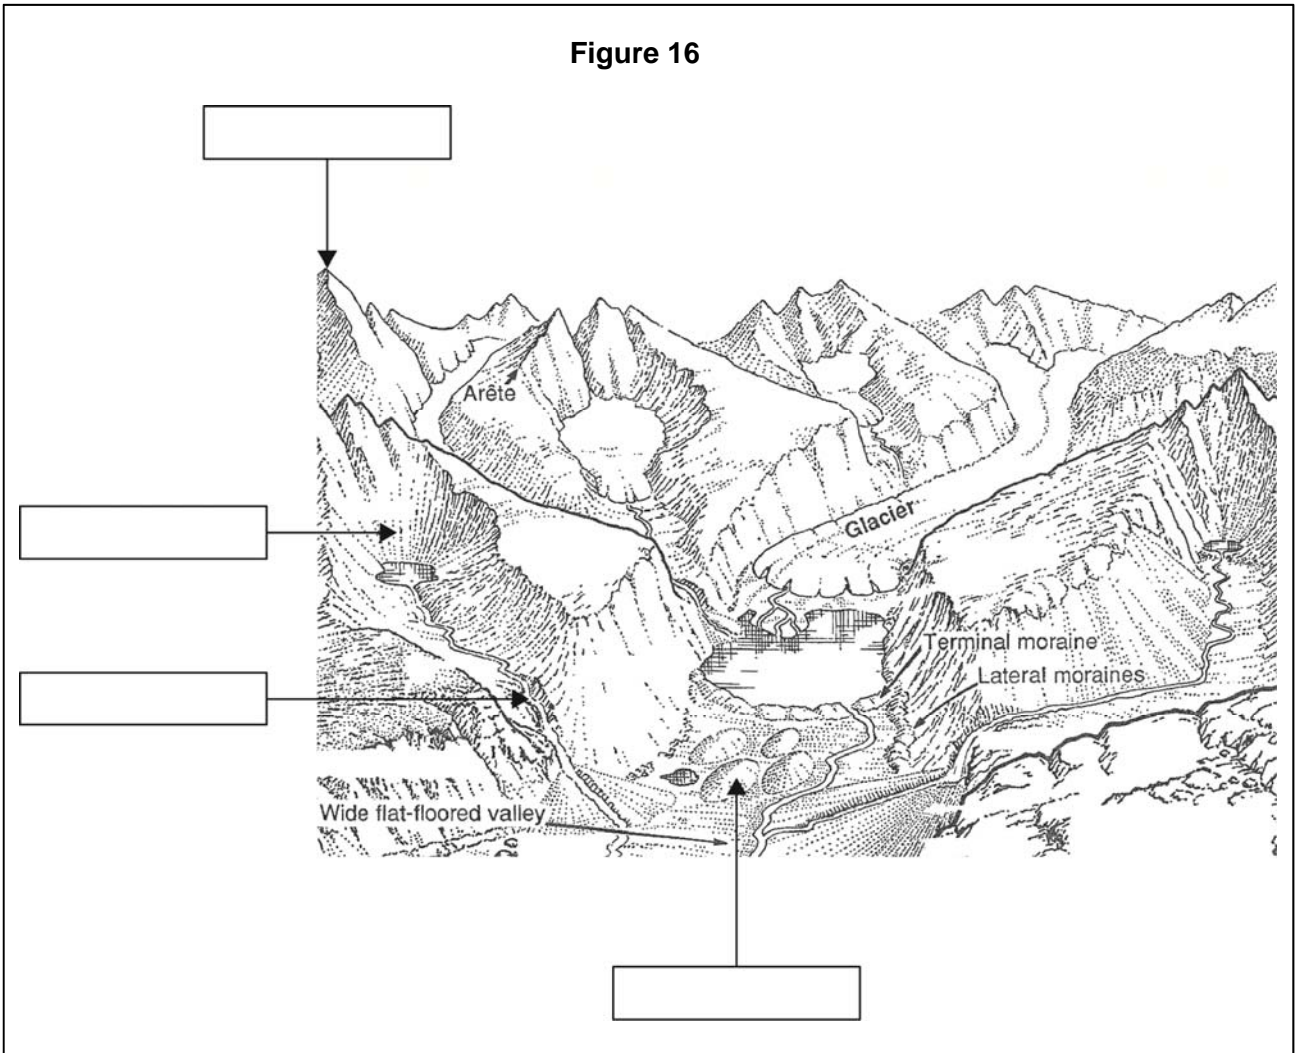 Figure 16
Arête
Glacier
Terminal moraine
Lateral moraines
Wide flat-floored valley